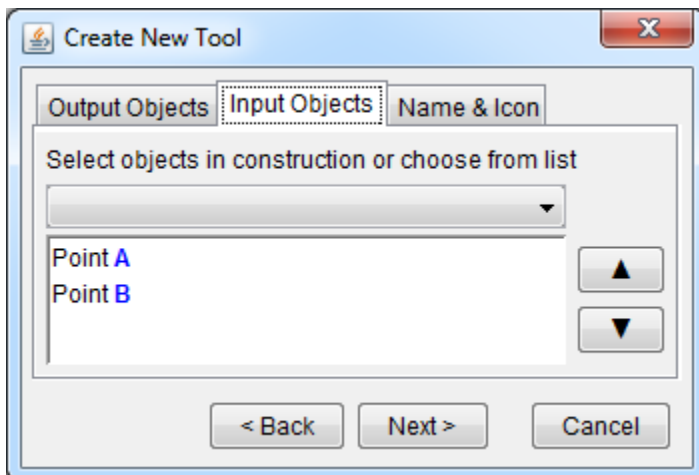 Create New Tool
Output Objects Input Objects Name & Icon
Select objects in construction or choose from list
Point A
Point B
< Back Next > Cancel